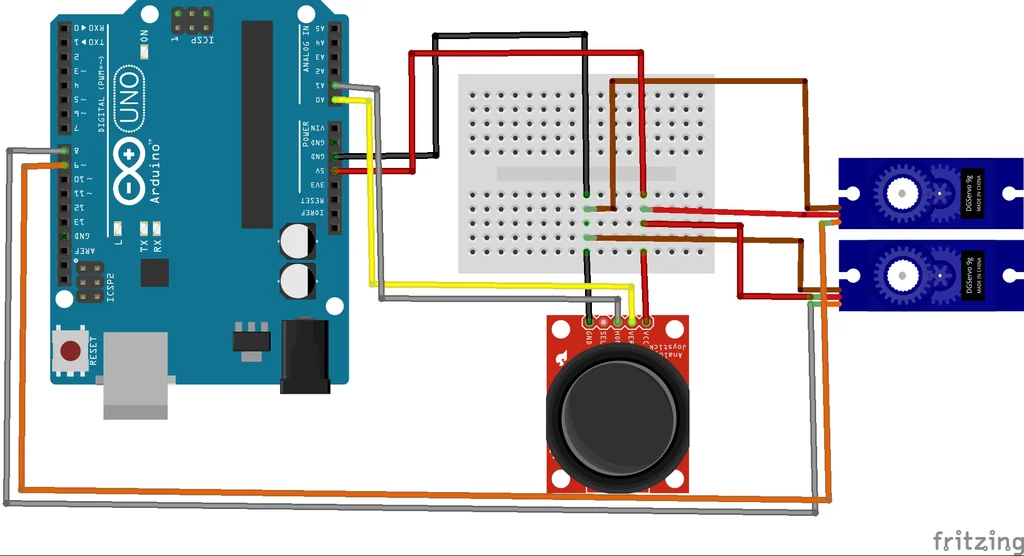 RX0◄0
TX0►1
2
~3
4
~5
~6
7
DIGITAL (PWM=~)
8
~9
~10
~11
12
13
GND
AREF
ON
1
ICSP
UNO
Arduino™
L
TX
RX
ICSP2
RESET
ANALOG IN
A5
A4
A3
A2
A1
A0
POWER
VIN
GND
GND
5V
3V3
RESET
IOREF
DGServo 9g
MADE IN CHINA
DGServo 9g
MADE IN CHINA
GND
SEL
HOR
VER
VCC
Analog
Joystick
fritzing